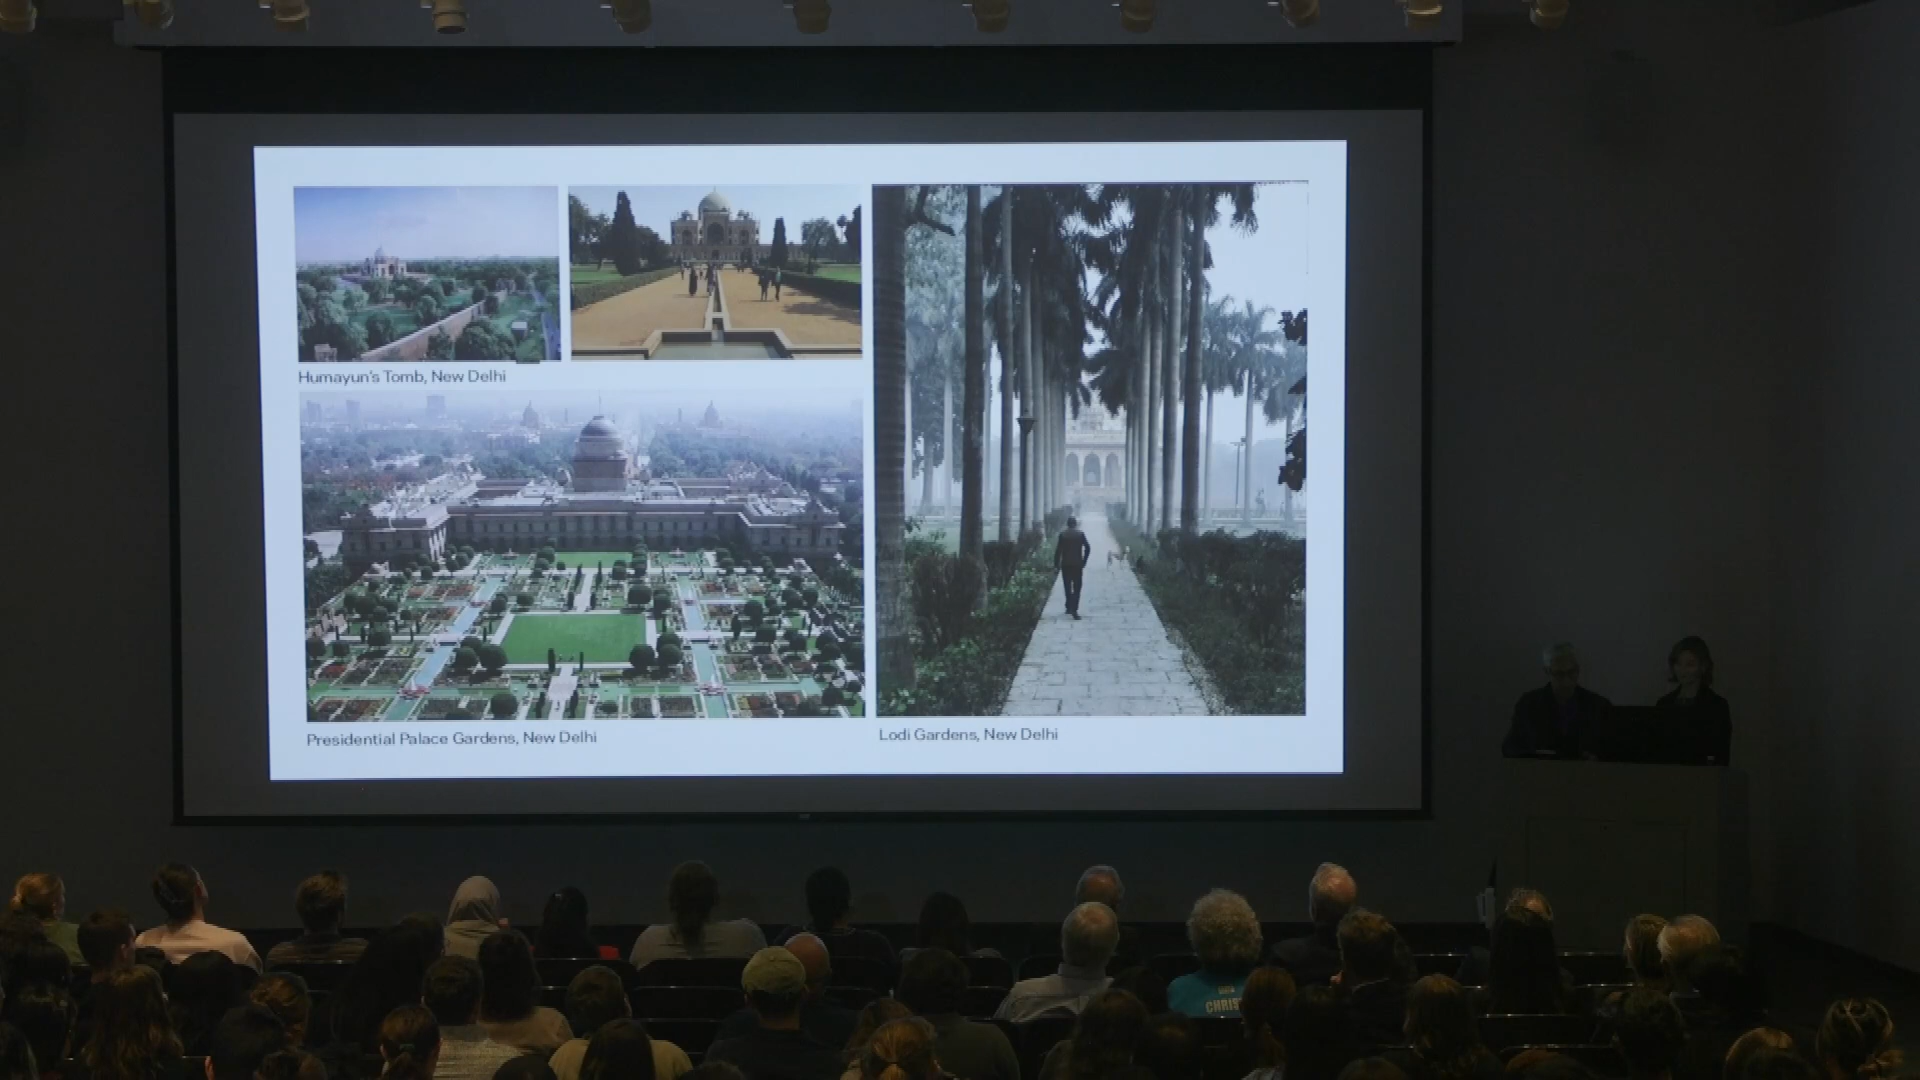 Humayun's Tomb, New Delhi
Presidential Palace Gardens, New Delhi
Lodi Gardens, New Delhi